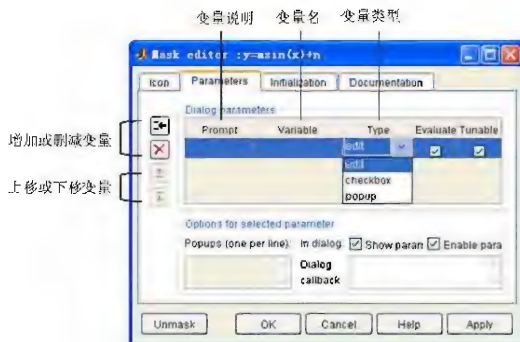 变量说明 变量名 变量类型
Mask editor :y=msin(x)+n
Icon Parameters Initialization Documentation
Dialog parameters
Prompt Variable Type Evaluate Tunable
增加或删减变量
edit
edit
checkbox
popup
上移或下移变量
Options for selected parameter
Popups (one per line): In dialog: Show param Enable para
Dialog
callback
Unmask OK Cancel Help Apply